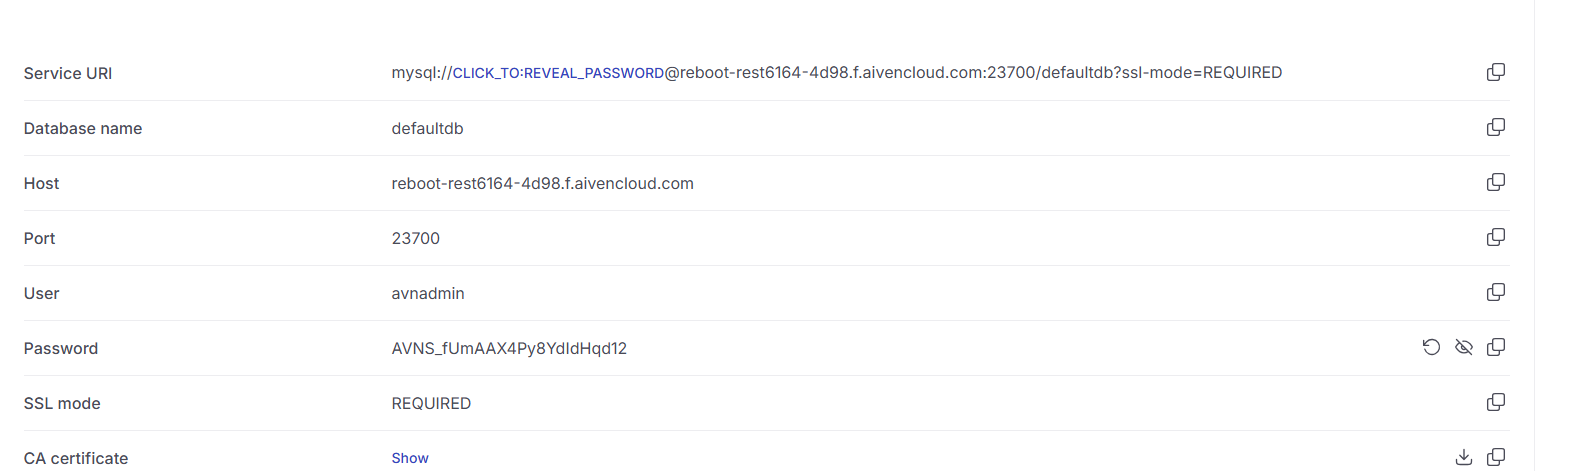 Service URI mysql://CLICK_TO:REVEAL_PASSWORD@reboot-rest6164-4d98.f.aivencloud.com:23700/defaultdb?ssl-mode=REQUIRED
Database name defaultdb
Host reboot-rest6164-4d98.f.aivencloud.com
Port 23700
User avnadmin
Password AVNS_fUmAAX4Py8YdIdHqd12
SSL mode REQUIRED
CA certificate Show